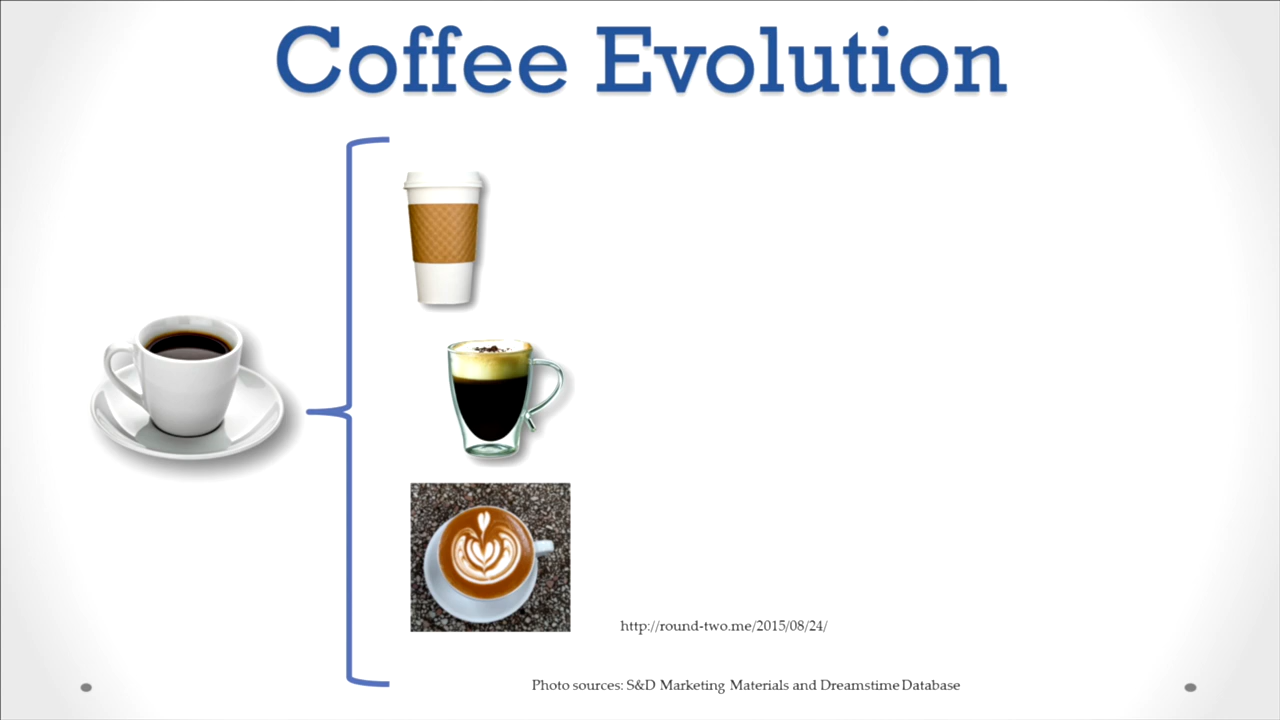 Coffee Evolution
http://round-two.me/2015/08/24/
Photo sources: S&D Marketing Materials and Dreamstime Database